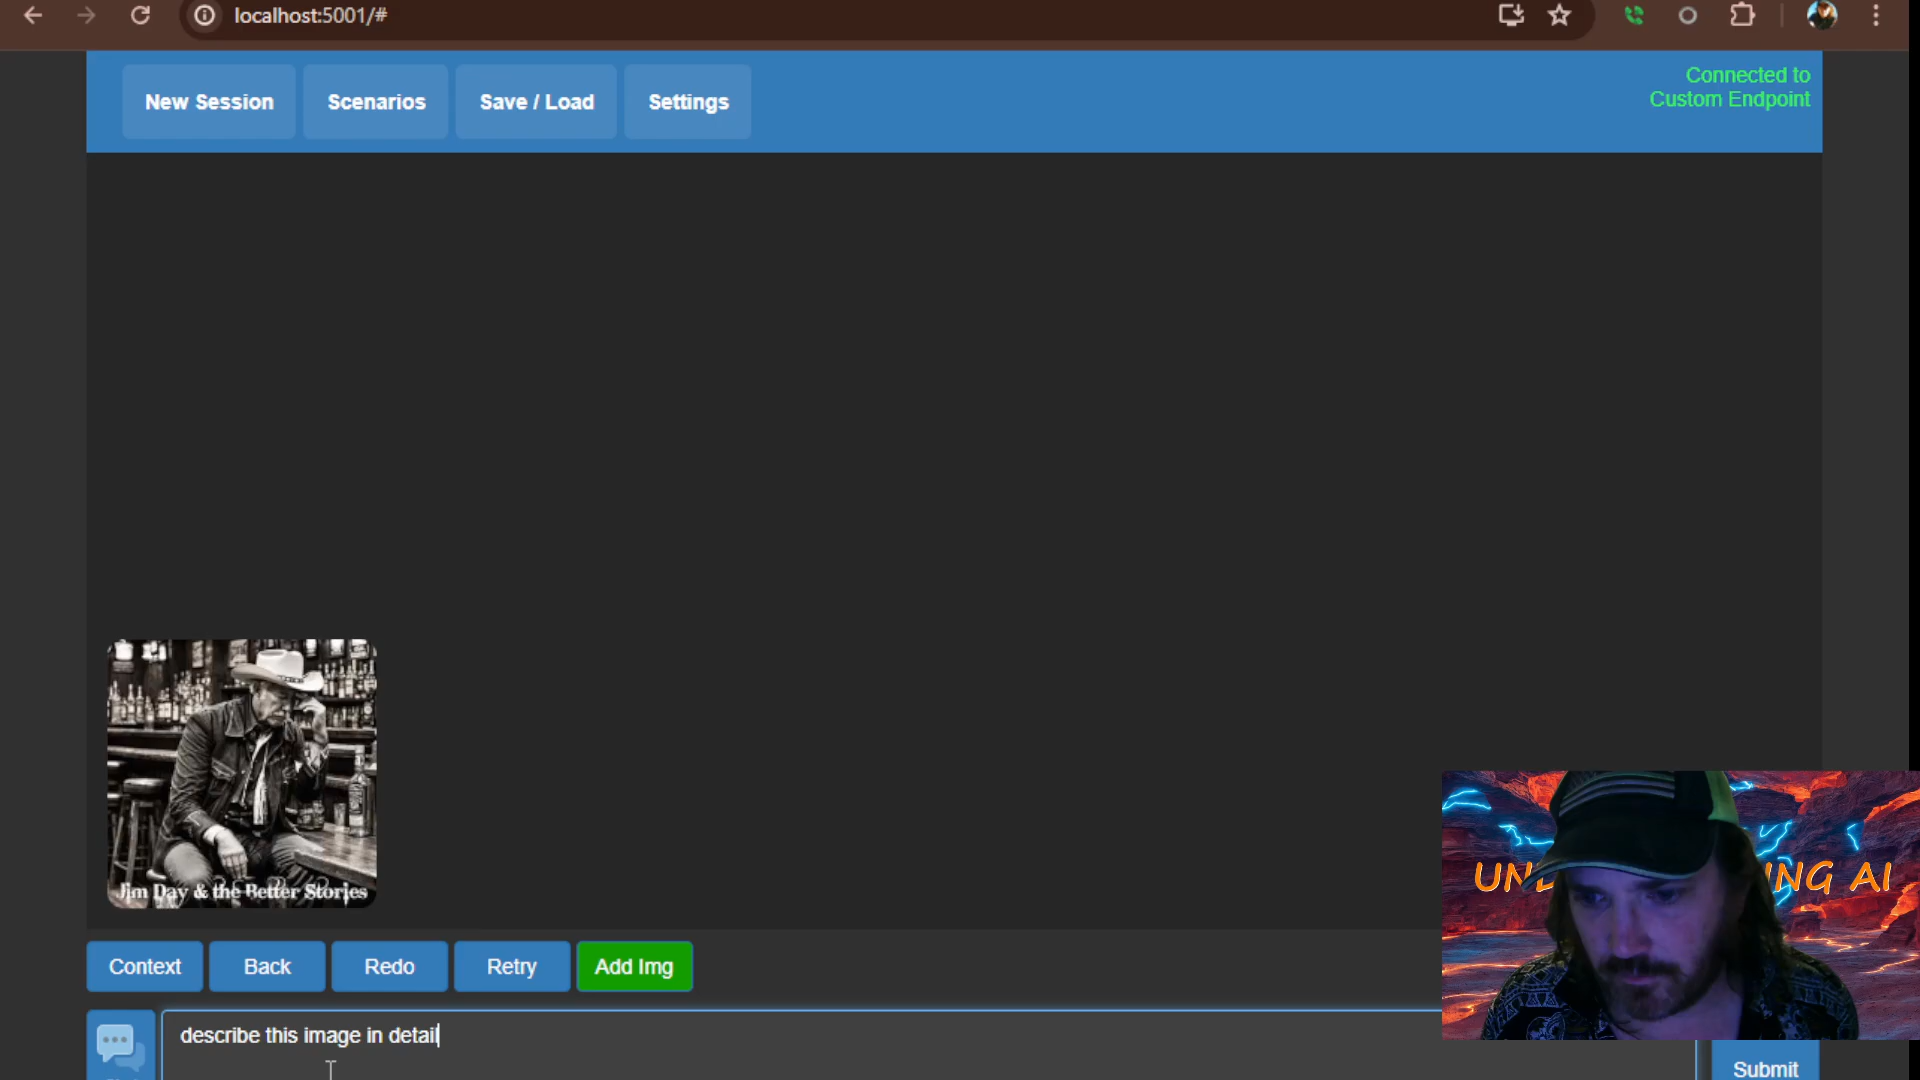 localhost:5001/#
New Session
Scenarios
Save / Load
Settings
Connected to
Custom Endpoint
Jim Day & the Better Stories
Context
Back
Redo
Retry
Add Img
describe this image in detail
Submit
AI